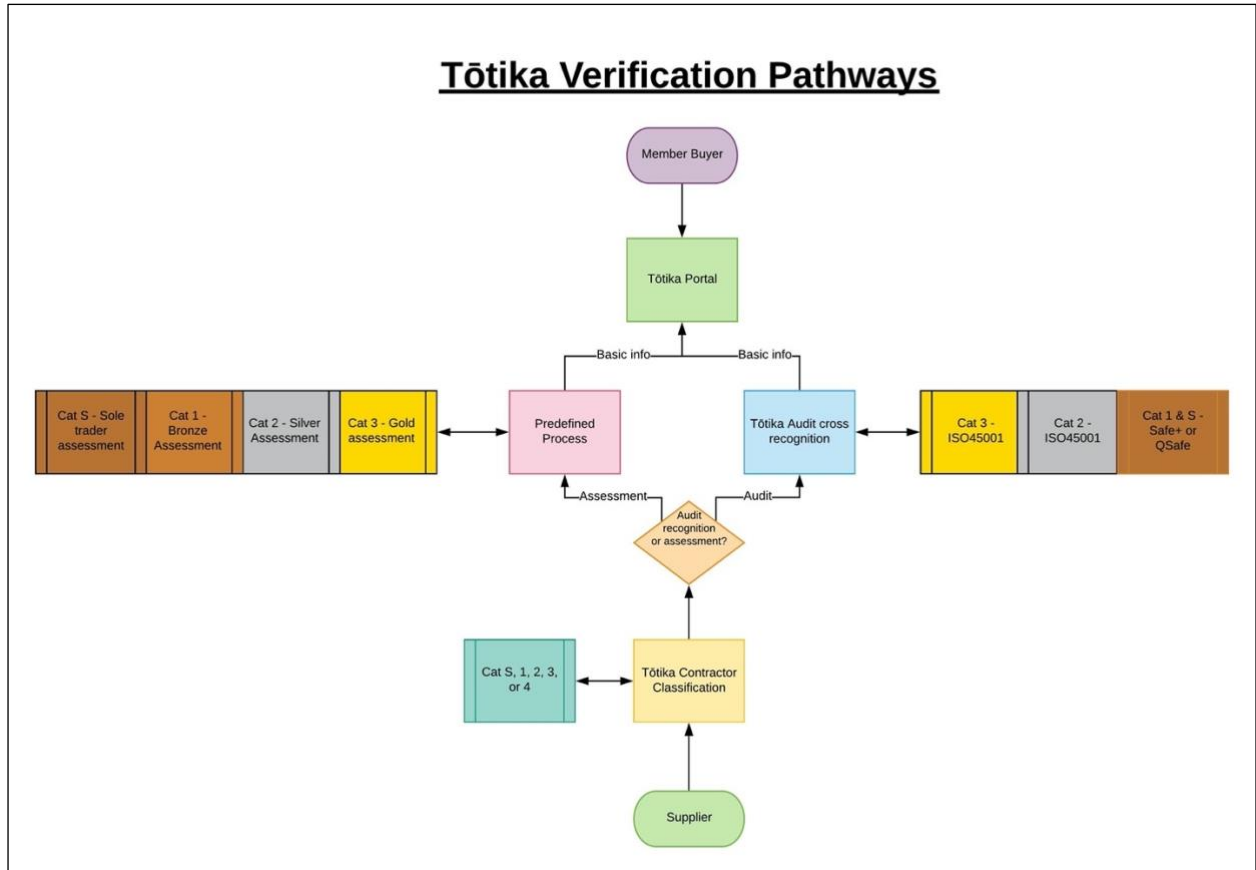 Tōtika Verification Pathways
Member Buyer
Tōtika Portal
Basic info
Basic info
Cat S - Sole
trader
assessment
Cat 1 -
Bronze
Assessment
Cat 2 - Silver
Assessment
Cat 3 - Gold
assessment
Predefined
Process
Tōtika Audit cross
recognition
Cat 3 -
ISO45001
Cat 2 -
ISO45001
Cat 1 & S -
Safe+ or
QSafe
Assessment
Audit
Audit
recognition
or assessment?
Cat S, 1, 2, 3,
or 4
Tōtika Contractor
Classification
Supplier